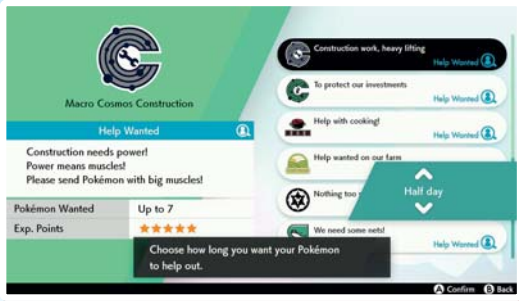 Macro Cosmos Construction
Help Wanted
Construction needs power!
Power means muscles!
Please send Pokémon with big muscles!
Pokémon Wanted Up to 7
Exp. Points ★★★★★
Construction work, heavy lifting
Help Wanted
To protect our investments
Help Wanted
Help with cooking!
Help Wanted
Help wanted on our farm
Half day
Nothing too
We need some nets!
Help Wanted
Choose how long you want your Pokémon
to help out.
A Confirm B Back